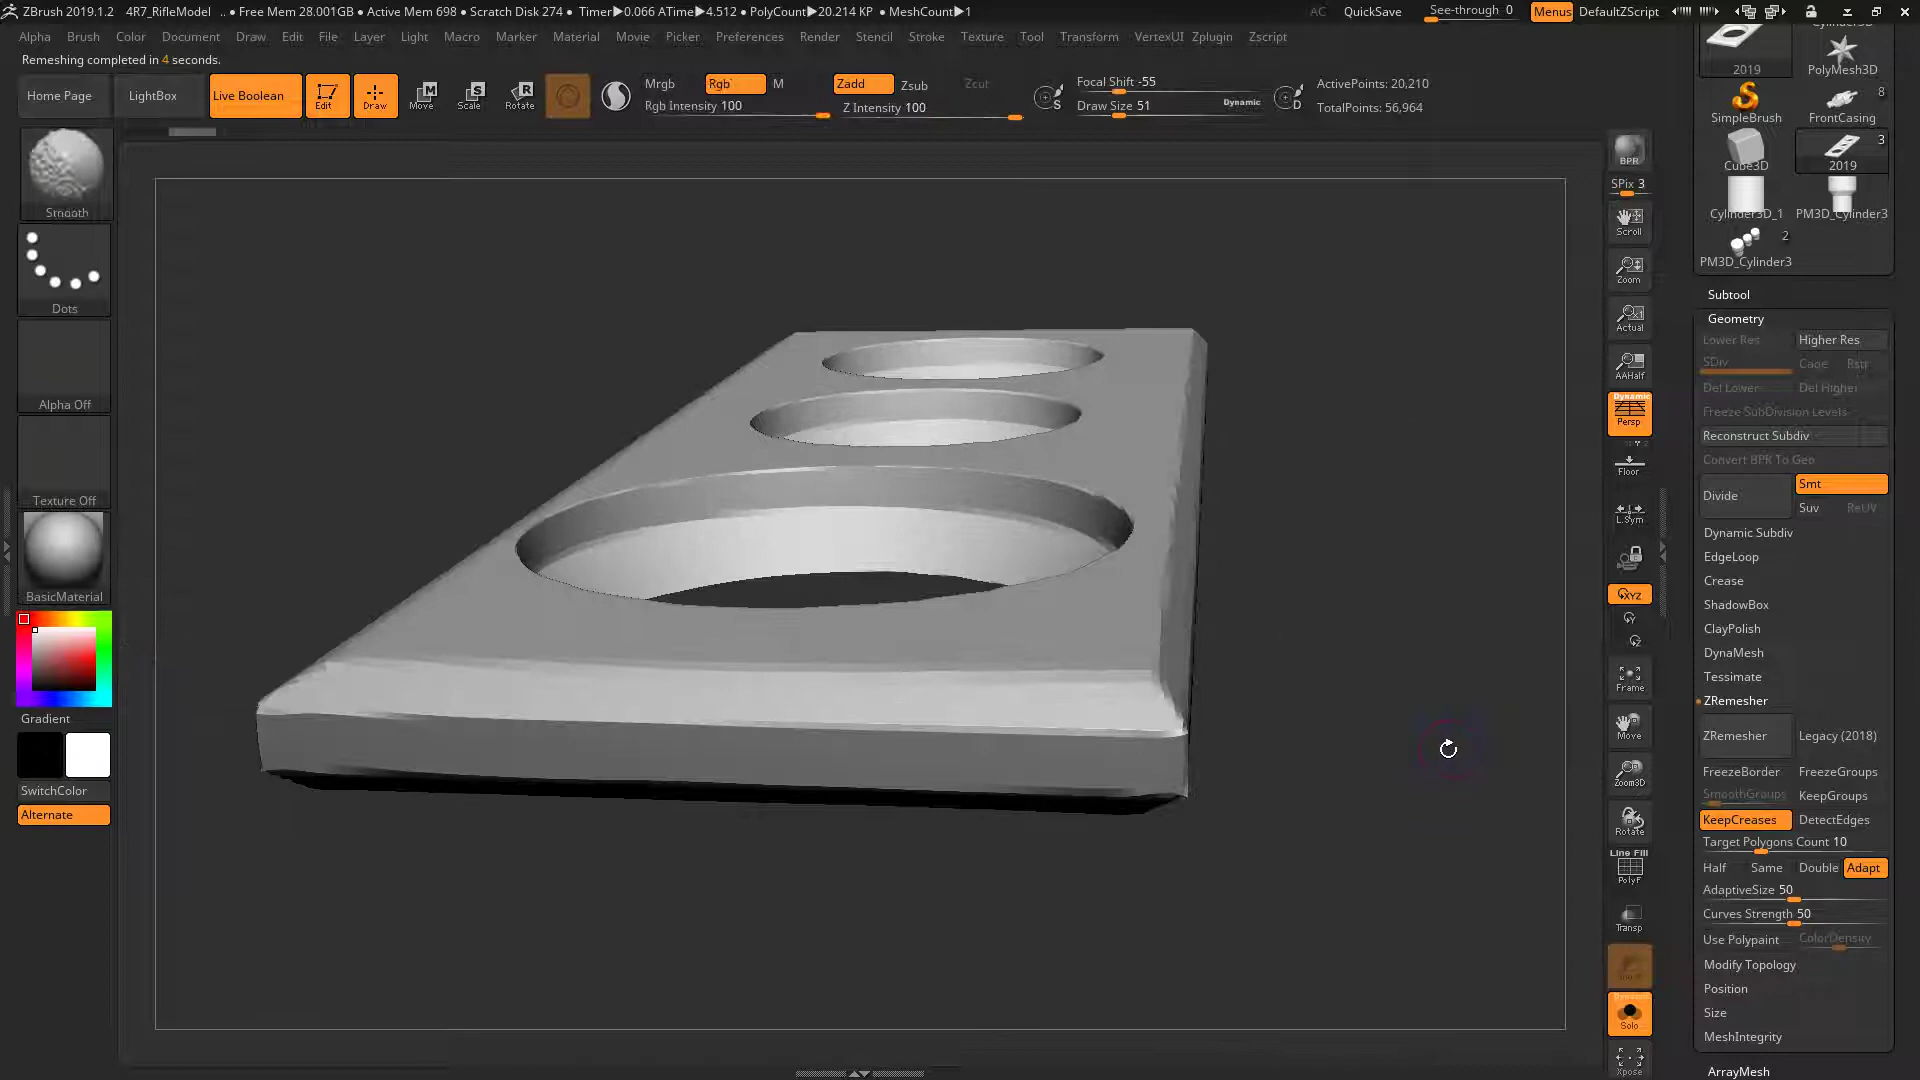 ZBrush 2019.1.2 4R7_RifleModel .. • Free Mem 28.001GB • Active Mem 698 • Scratch Disk 274 • Timer▶0.066 ATime▶4.512 • PolyCount▶20.214 KP • MeshCount▶1 AC QuickSave See-through 0 Menus DefaultZScript
Alpha Brush Color Document Draw Edit File Layer Light Macro Marker Material Movie Picker Preferences Render Stencil Stroke Texture Tool Transform VertexUI Zplugin Zscript
Remeshing completed in 4 seconds.
Home Page LightBox Live Boolean Edit Draw Move Scale Rotate
Mrgb Rgb M Zadd Zsub Zcut
Rgb Intensity 100 Z Intensity 100
Focal Shift -55
Draw Size 51 Dynamic
ActivePoints: 20,210
TotalPoints: 56,964
Smooth
Dots
Alpha Off
Texture Off
BasicMaterial
Gradient
SwitchColor
Alternate
BPR
SPix 3
Scroll
Zoom
Actual
AAHalf
Dynamic
Persp
Floor
L.Sym
XYZ
Y
Z
Frame
Move
Zoom3D
Rotate
Line Fill
PolyF
Transp
Dynamic
Solo
Xpose
2019
PolyMesh3D
8
SimpleBrush FrontCasing
3
Cube3D 2019
Cylinder3D_1 PM3D_Cylinder3
2
PM3D_Cylinder3
Subtool
Geometry
Lower Res Higher Res
SDiv Cage Rstr
Del Lower Del Higher
Freeze SubDivision Levels
Reconstruct Subdiv
Convert BPR To Geo
Divide Smt
Suv ReUV
Dynamic Subdiv
EdgeLoop
Crease
ShadowBox
ClayPolish
DynaMesh
Tessimate
ZRemesher
ZRemesher Legacy (2018)
FreezeBorder FreezeGroups
SmoothGroups KeepGroups
KeepCreases DetectEdges
Target Polygons Count 10
Half Same Double Adapt
AdaptiveSize 50
Curves Strength 50
Use Polypaint ColorDensity
Modify Topology
Position
Size
MeshIntegrity
ArrayMesh